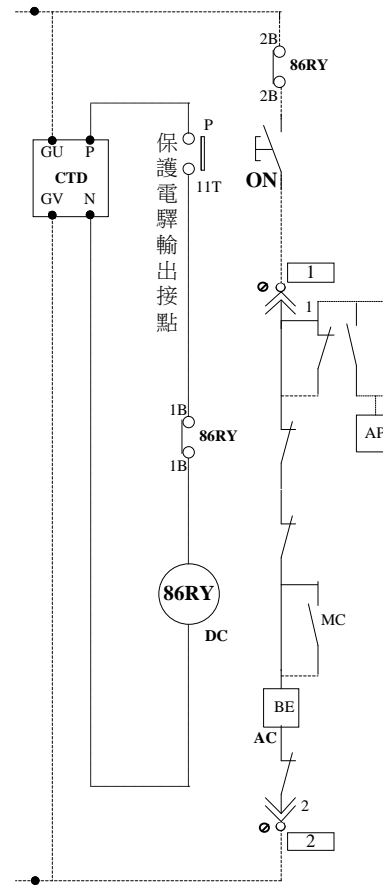 2B
86RY
2B
GU P
CTD
GV N
P
11T
保護電驛輸出接點
ON
1
1
AP
1B
86RY
1B
86RY
DC
MC
BE
AC
2
2